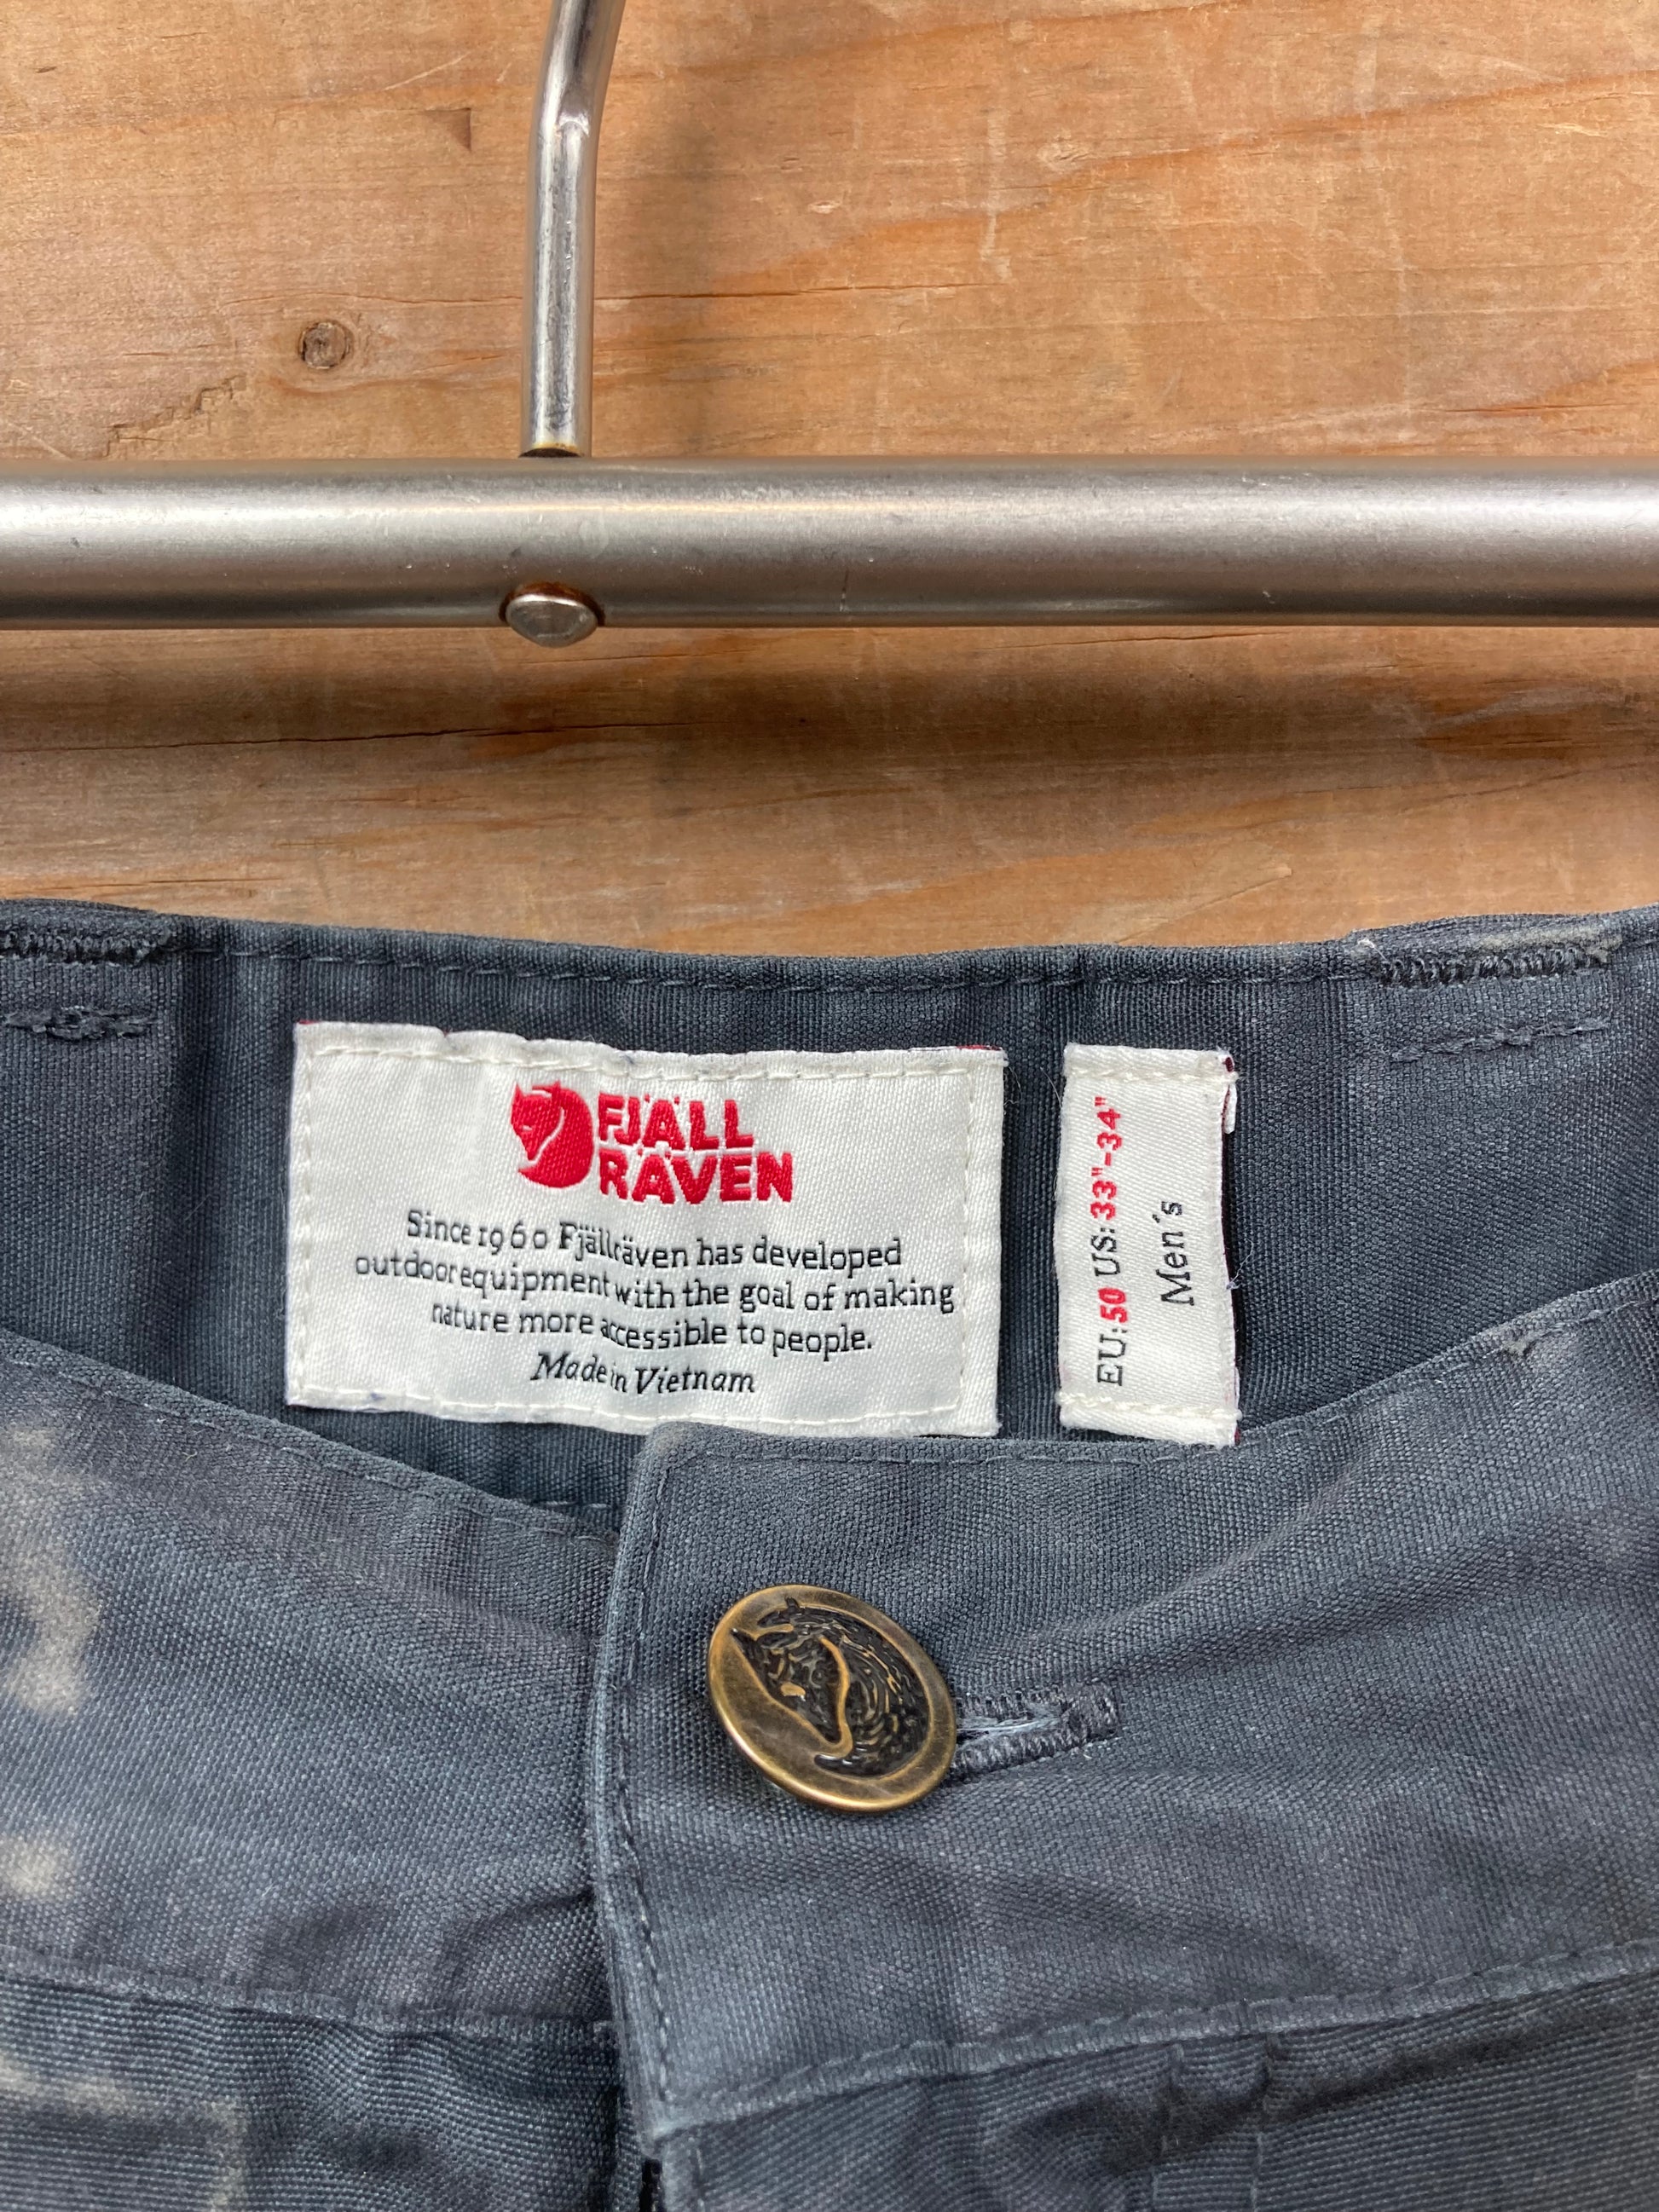 FJÄLL
RÄVEN
Since 1960 Fjällräven has developed
outdoor equipment with the goal of making
nature more accessible to people.
Made in Vietnam
EU:50 US:33"-34"
Men´s